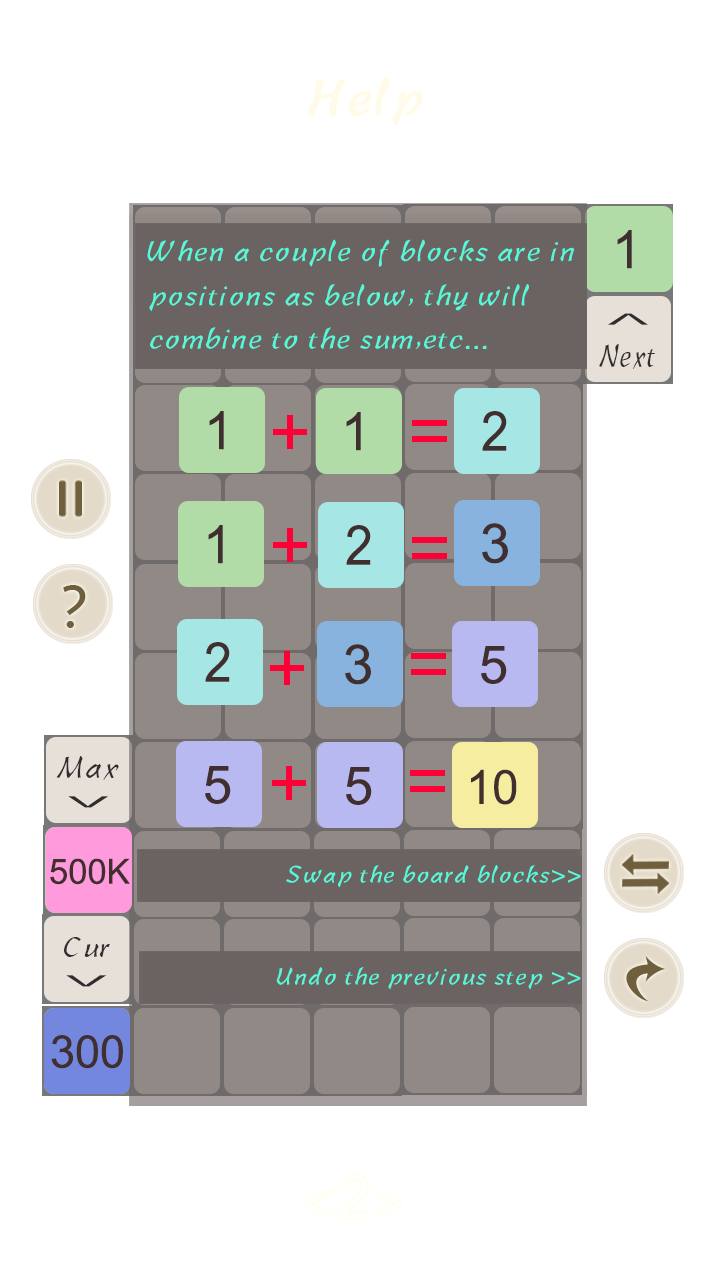 Help
When a couple of blocks are in
positions as below, thy will
combine to the sum,etc...
1
Next
1 + 1 = 2
1 + 2 = 3
?
2 + 3 = 5
Max
5 + 5 = 10
500K
Swap the board blocks>>
Cur
Undo the previous step >>
300
2